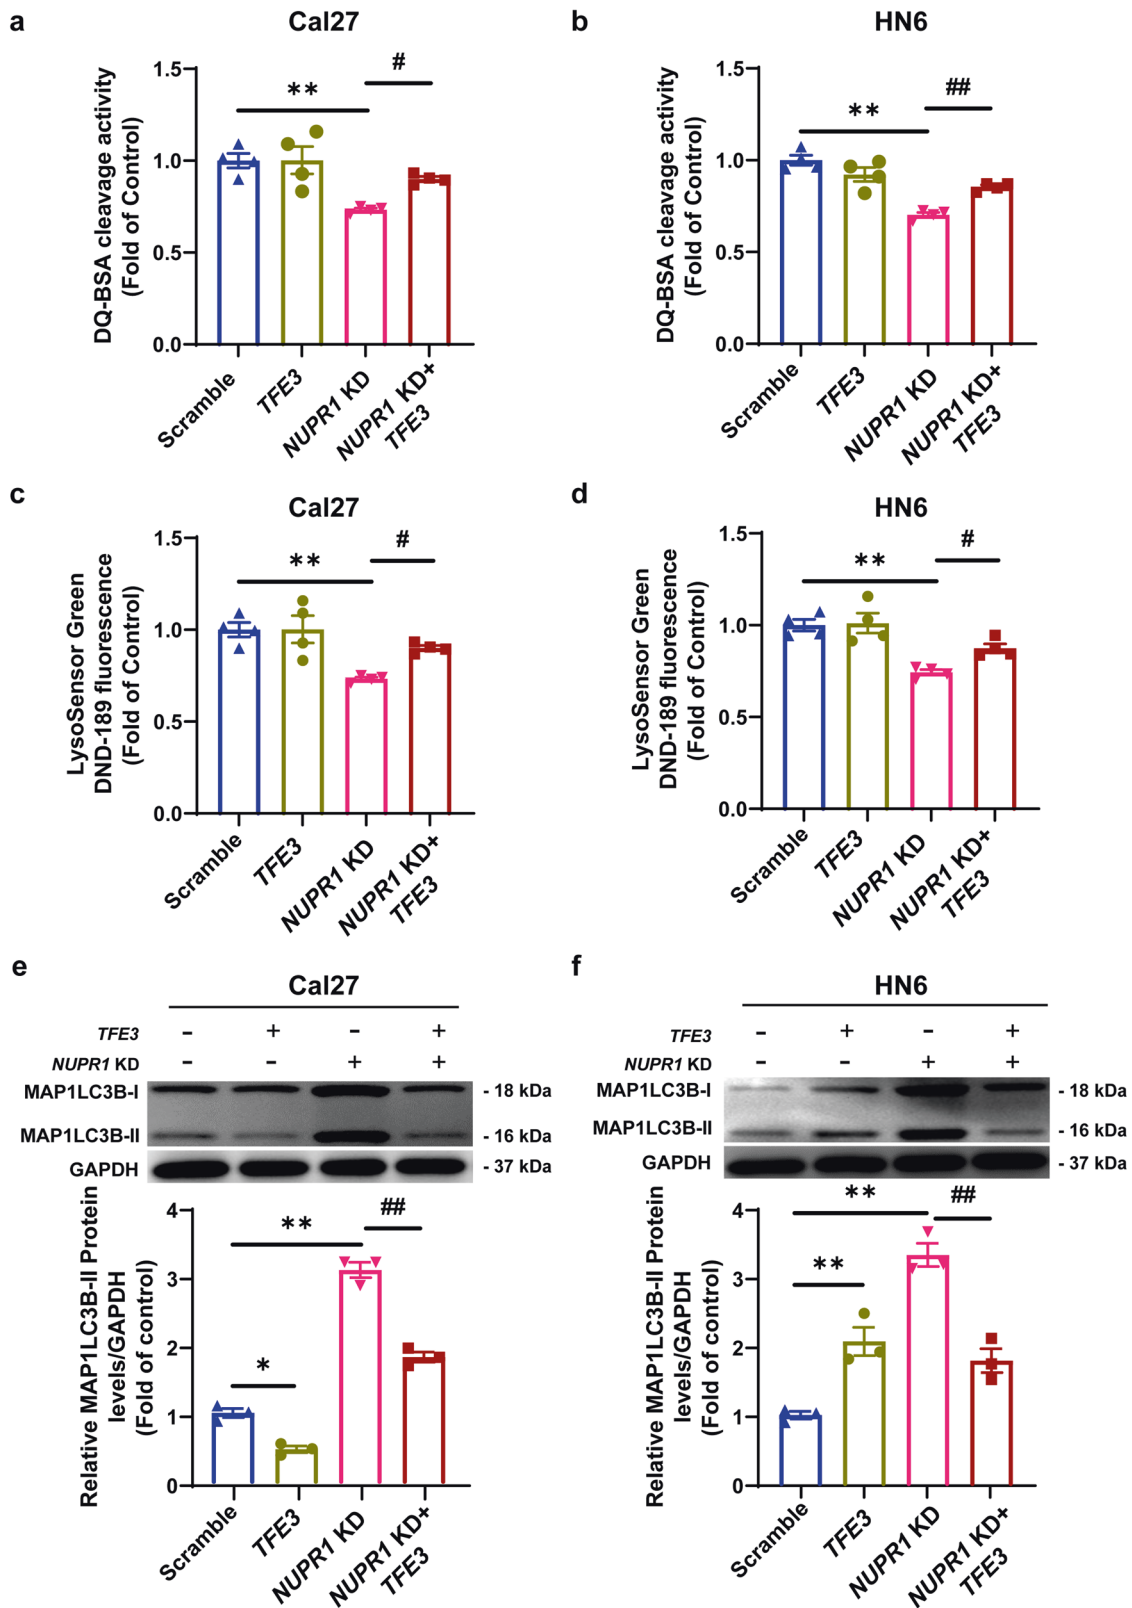 a
Cal27
DQ-BSA cleavage activity
(Fold of Control)
1.5
1.0
0.5
0.0
**
#
Scramble
TFE3
NUPR1 KD
NUPR1 KD+
TFE3
b
HN6
DQ-BSA cleavage activity
(Fold of Control)
1.5
1.0
0.5
0.0
**
##
Scramble
TFE3
NUPR1 KD
NUPR1 KD+
TFE3
c
Cal27
LysoSensor Green
DND-189 fluorescence
(Fold of Control)
1.5
1.0
0.5
0.0
**
#
Scramble
TFE3
NUPR1 KD
NUPR1 KD+
TFE3
d
HN6
LysoSensor Green
DND-189 fluorescence
(Fold of Control)
1.5
1.0
0.5
0.0
**
#
Scramble
TFE3
NUPR1 KD
NUPR1 KD+
TFE3
e
Cal27
TFE3 - + - +
NUPR1 KD - - + +
MAP1LC3B-I - 18 kDa
MAP1LC3B-II - 16 kDa
GAPDH - 37 kDa
Relative MAP1LC3B-II Protein
levels/GAPDH
(Fold of control)
4
3
2
1
0
*
**
##
Scramble
TFE3
NUPR1 KD
NUPR1 KD+
TFE3
f
HN6
TFE3 - + - +
NUPR1 KD - - + +
MAP1LC3B-I - 18 kDa
MAP1LC3B-II - 16 kDa
GAPDH - 37 kDa
Relative MAP1LC3B-II Protein
levels/GAPDH
(Fold of control)
4
3
2
1
0
**
**
##
Scramble
TFE3
NUPR1 KD
NUPR1 KD+
TFE3